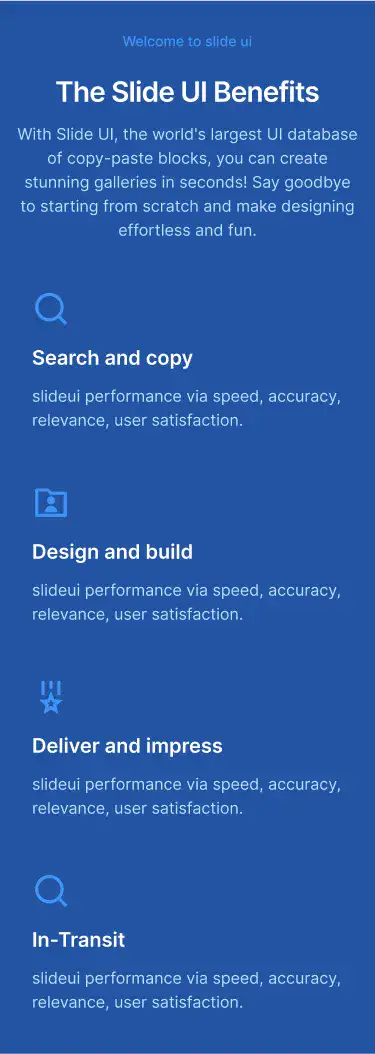 Welcome to slide ui
The Slide UI Benefits
With Slide UI, the world's largest UI database
of copy-paste blocks, you can create
stunning galleries in seconds! Say goodbye
to starting from scratch and make designing
effortless and fun.
Search and copy
slideui performance via speed, accuracy,
relevance, user satisfaction.
Design and build
slideui performance via speed, accuracy,
relevance, user satisfaction.
Deliver and impress
slideui performance via speed, accuracy,
relevance, user satisfaction.
In-Transit
slideui performance via speed, accuracy,
relevance, user satisfaction.